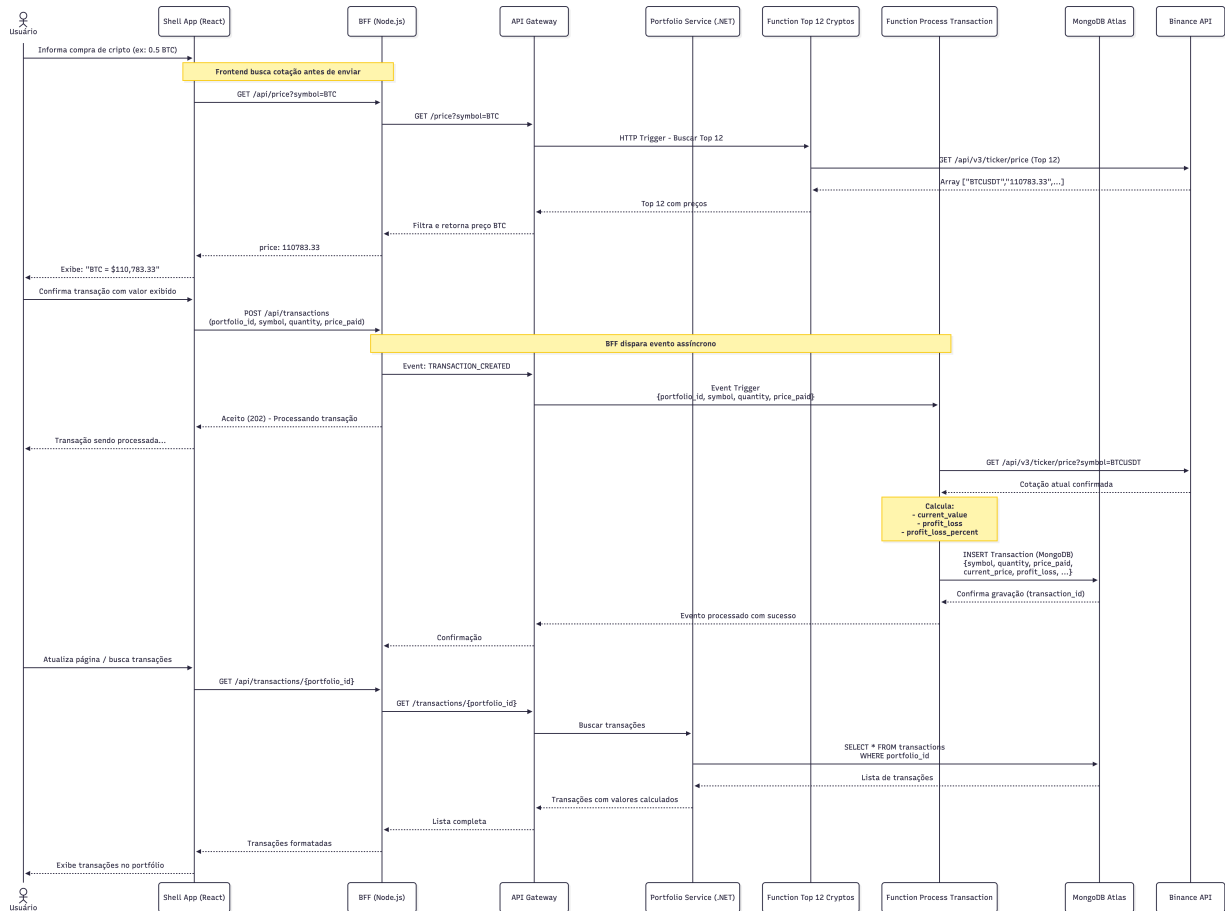 Usuário
Shell App (React)
BFF (Node.js)
API Gateway
Portfolio Service (.NET)
Function Top 12 Cryptos
Function Process Transaction
MongoDB Atlas
Binance API
Informa compra de cripto (ex: 0.5 BTC)
Frontend busca cotação antes de enviar
GET /api/price?symbol=BTC
GET /price?symbol=BTC
HTTP Trigger - Buscar Top 12
GET /api/v3/ticker/price (Top 12)
Array ["BTCUSDT","110783.33",...]
Top 12 com preços
Filtra e retorna preço BTC
price: 110783.33
Exibe: "BTC = $110,783.33"
Confirma transação com valor exibido
POST /api/transactions
(portfolio_id, symbol, quantity, price_paid)
BFF dispara evento assíncrono
Event: TRANSACTION_CREATED
Event Trigger
{portfolio_id, symbol, quantity, price_paid}
Aceito (202) - Processando transação
Transação sendo processada...
GET /api/v3/ticker/price?symbol=BTCUSDT
Cotação atual confirmada
Calcula:
- current_value
- profit_loss
- profit_loss_percent
INSERT Transaction (MongoDB)
{symbol, quantity, price_paid,
current_price, profit_loss, ...}
Confirma gravação (transaction_id)
Evento processado com sucesso
Confirmação
Atualiza página / busca transações
GET /api/transactions/{portfolio_id}
GET /transactions/{portfolio_id}
Buscar transações
SELECT * FROM transactions
WHERE portfolio_id
Lista de transações
Transações com valores calculados
Lista completa
Transações formatadas
Exibe transações no portfólio
Usuário
Shell App (React)
BFF (Node.js)
API Gateway
Portfolio Service (.NET)
Function Top 12 Cryptos
Function Process Transaction
MongoDB Atlas
Binance API